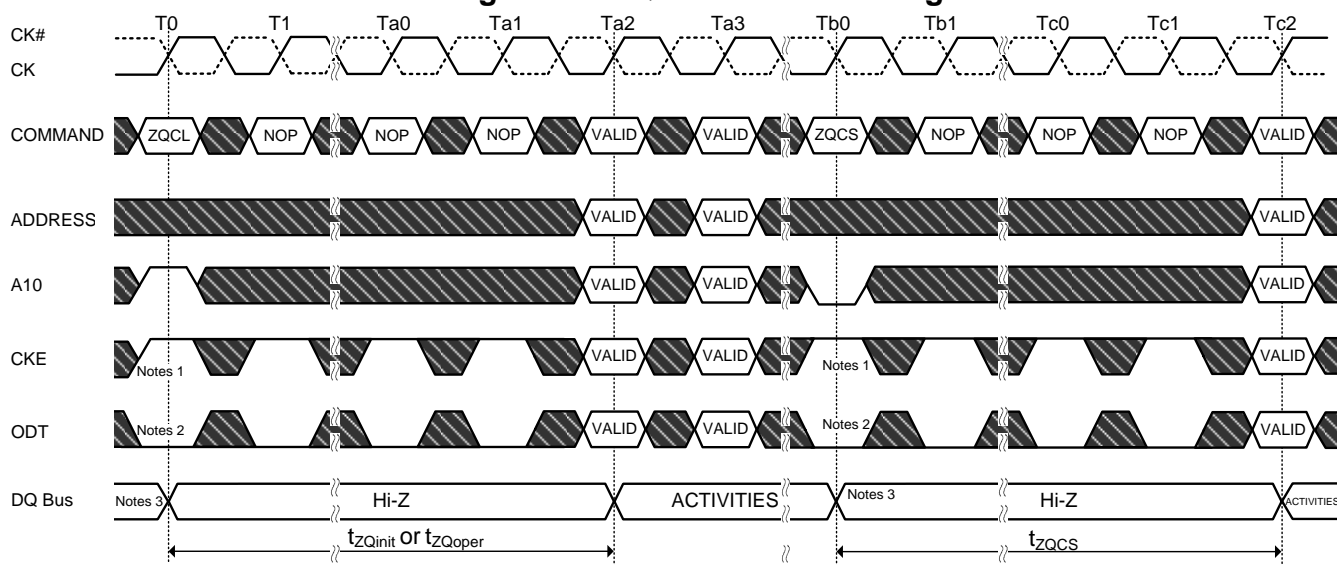 T0 T1 Ta0 Ta1 Ta2 Ta3 Tb0 Tb1 Tc0 Tc1 Tc2
CK#
CK
COMMAND ZQCL NOP NOP NOP VALID VALID ZQCS NOP NOP NOP VALID
ADDRESS VALID VALID VALID
A10 VALID VALID VALID
CKE Notes 1 VALID VALID Notes 1 VALID
ODT Notes 2 VALID VALID Notes 2 VALID
DQ Bus Notes 3 Hi-Z ACTIVITIES Notes 3 Hi-Z ACTIVITIES
tZQinit or tZQoper tZQCS